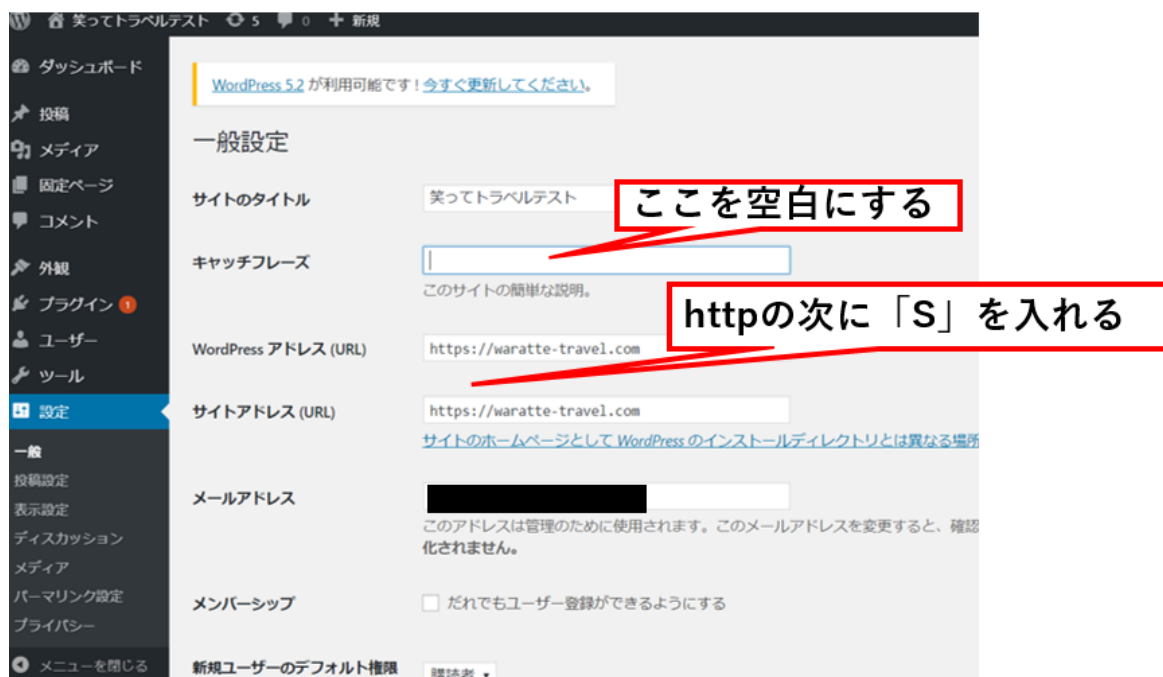 笑ってトラベルテスト 5 0 新規
ダッシュボード
投稿
メディア
固定ページ
コメント
外観
プラグイン 1
ユーザー
ツール
設定
一般
投稿設定
表示設定
ディスカッション
メディア
パーマリンク設定
プライバシー
メニューを閉じる
WordPress 5.2 が利用可能です ! 今すぐ更新してください。
一般設定
サイトのタイトル 笑ってトラベルテスト
ここを空白にする
キャッチフレーズ
このサイトの簡単な説明。
httpの次に「S」を入れる
WordPress アドレス (URL) https://waratte-travel.com
サイトアドレス (URL) https://waratte-travel.com
サイトのホームページとして WordPress のインストールディレクトリとは異なる場所
メールアドレス
このアドレスは管理のために使用されます。このメールアドレスを変更すると、確認
化されません。
メンバーシップ だれでもユーザー登録ができるようにする
新規ユーザーのデフォルト権限 購読者